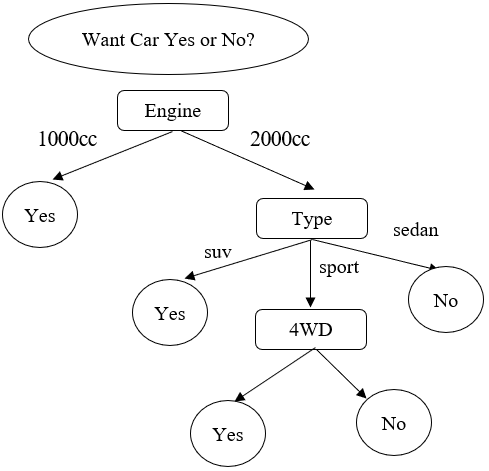 Want Car Yes or No?
Engine
1000cc
2000cc
Yes
Type
suv
sport
sedan
Yes
No
4WD
Yes
No